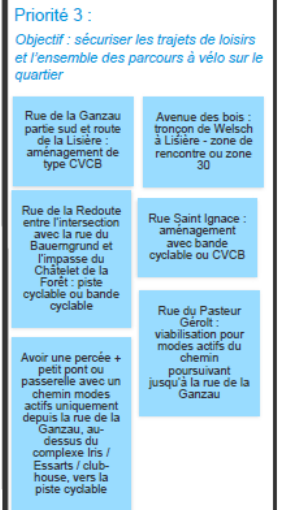 Priorité 3 :
Objectif : sécuriser les trajets de loisirs
et l'ensemble des parcours à vélo sur le
quartier
Rue de la Ganzau
partie sud et route
de la Lisière :
aménagement de
type CVCB
Avenue des bois :
tronçon de Welsch
à Lisière - zone de
rencontre ou zone
30
Rue de la Redoute
entre l'intersection
avec la rue du
Bauerngrund et
l'impasse du
Châtelet de la
Forêt : piste
cyclable ou bande
cyclable
Rue Saint Ignace :
aménagement
avec bande
cyclable ou CVCB
Rue du Pasteur
Gérolt :
viabilisation pour
modes actifs du
chemin
poursuivant
jusqu'à la rue de la
Ganzau
Avoir une percée +
petit pont ou
passerelle avec un
chemin modes
actifs uniquement
depuis la rue de la
Ganzau, au-
dessus du
complexe Iris /
Essarts / club-
house, vers la
piste cyclable